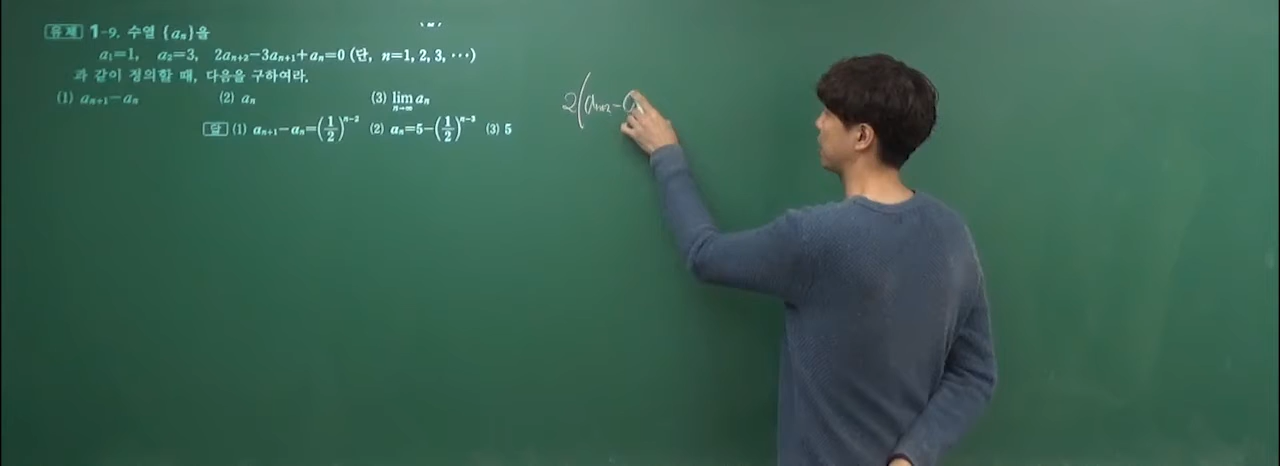 유제 1-9. 수열 {aₙ}을
a₁=1, a₂=3, 2aₙ₊₂-3aₙ₊₁+aₙ=0 (단, n=1, 2, 3, ⋯)
과 같이 정의할 때, 다음을 구하여라.
(1) aₙ₊₁-aₙ (2) aₙ (3) lim n→∞ aₙ
답 (1) aₙ₊₁-aₙ=(1/2)ⁿ⁻² (2) aₙ=5-(1/2)ⁿ⁻³ (3) 5
2(aₙ₊₂-a